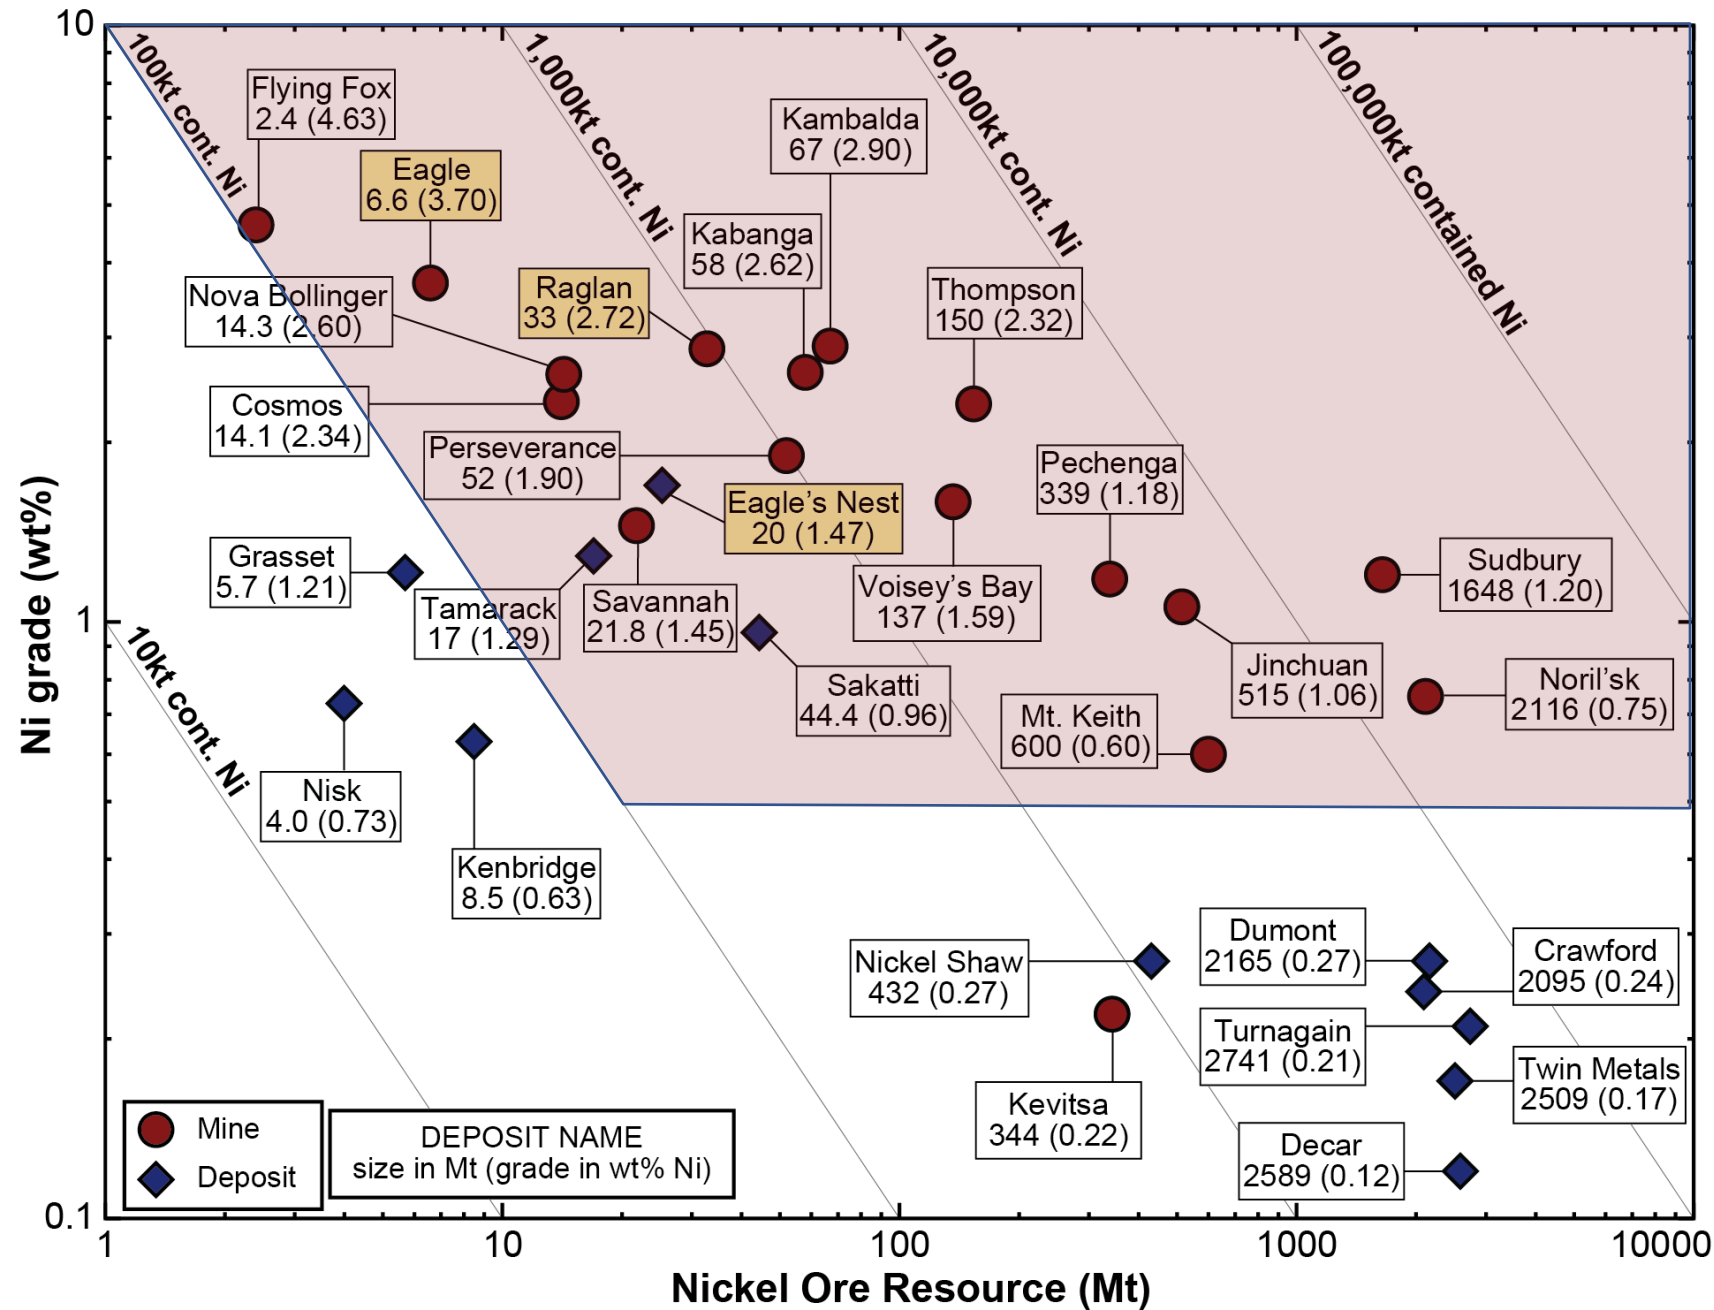 10
1
0.1
Ni grade (wt%)
100kt cont. Ni
1,000kt cont. Ni
10,000kt cont. Ni
100,000kt contained Ni
10kt cont. Ni
Flying Fox
2.4 (4.63)
Eagle
6.6 (3.70)
Kambalda
67 (2.90)
Kabanga
58 (2.62)
Nova Bollinger
14.3 (2.60)
Raglan
33 (2.72)
Thompson
150 (2.32)
Cosmos
14.1 (2.34)
Perseverance
52 (1.90)
Pechenga
339 (1.18)
Eagle’s Nest
20 (1.47)
Grasset
5.7 (1.21)
Sudbury
1648 (1.20)
Tamarack
17 (1.29)
Savannah
21.8 (1.45)
Voisey’s Bay
137 (1.59)
Jinchuan
515 (1.06)
Sakatti
44.4 (0.96)
Noril’sk
2116 (0.75)
Mt. Keith
600 (0.60)
Nisk
4.0 (0.73)
Kenbridge
8.5 (0.63)
Nickel Shaw
432 (0.27)
Dumont
2165 (0.27)
Crawford
2095 (0.24)
Turnagain
2741 (0.21)
Twin Metals
2509 (0.17)
Kevitsa
344 (0.22)
Decar
2589 (0.12)
Mine
Deposit
DEPOSIT NAME
size in Mt (grade in wt% Ni)
1
10
100
1000
10000
Nickel Ore Resource (Mt)